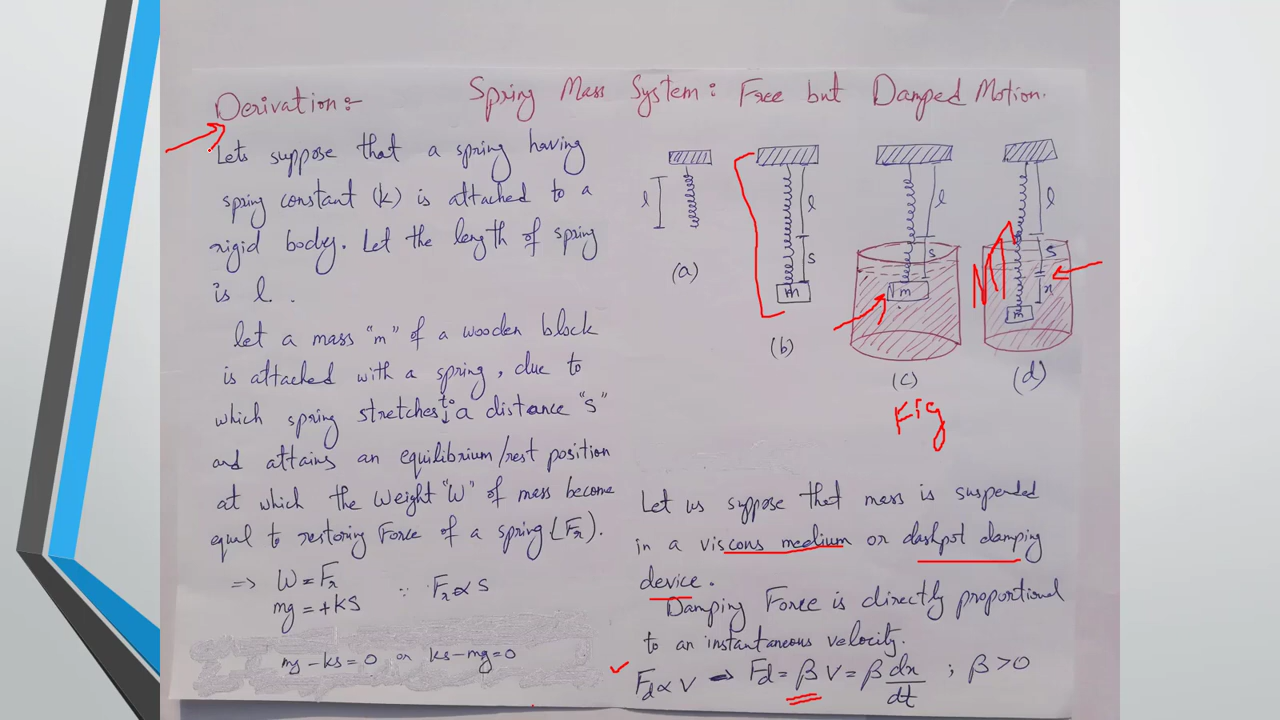 Derivation:-
Spring Mass System: Free but Damped Motion.
Lets suppose that a spring having
spring constant (k) is attached to a
rigid body. Let the length of spring
is l.
let a mass "m" of a wooden block
is attached with a spring, due to
which spring stretches to a distance "S"
and attains an equilibrium/rest position
at which the weight "W" of mass become
equl to restoring Force of a spring (Fr).
=> W = Fr ∵ Fr ∝ S
mg = +kS
mg - ks = 0 or ks - mg = 0
l
(a)
l
s
m
(b)
l
s
m
(c)
l
S
x
m
(d)
Fig
Let us suppose that mass is suspended
in a viscous medium or dashpot damping
device.
Damping Force is directly proportional
to an instantaneous velocity.
Fd ∝ V → Fd = β V = β dx/dt ; β > 0